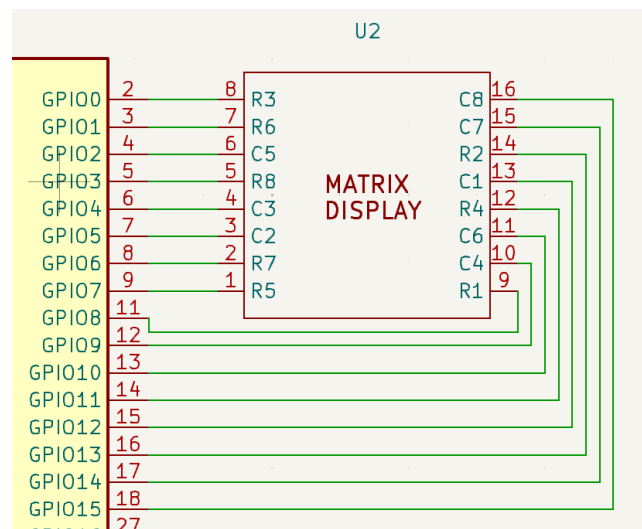 U2
GPIO0 2 8 R3 C8 16
GPIO1 3 7 R6 C7 15
GPIO2 4 6 C5 R2 14
GPIO3 5 5 R8 C1 13
GPIO4 6 4 C3 R4 12
GPIO5 7 3 C2 C6 11
GPIO6 8 2 R7 C4 10
GPIO7 9 1 R5 R1 9
MATRIX
DISPLAY
GPIO8 11
GPIO9 12
GPIO10 13
GPIO11 14
GPIO12 15
GPIO13 16
GPIO14 17
GPIO15 18
27